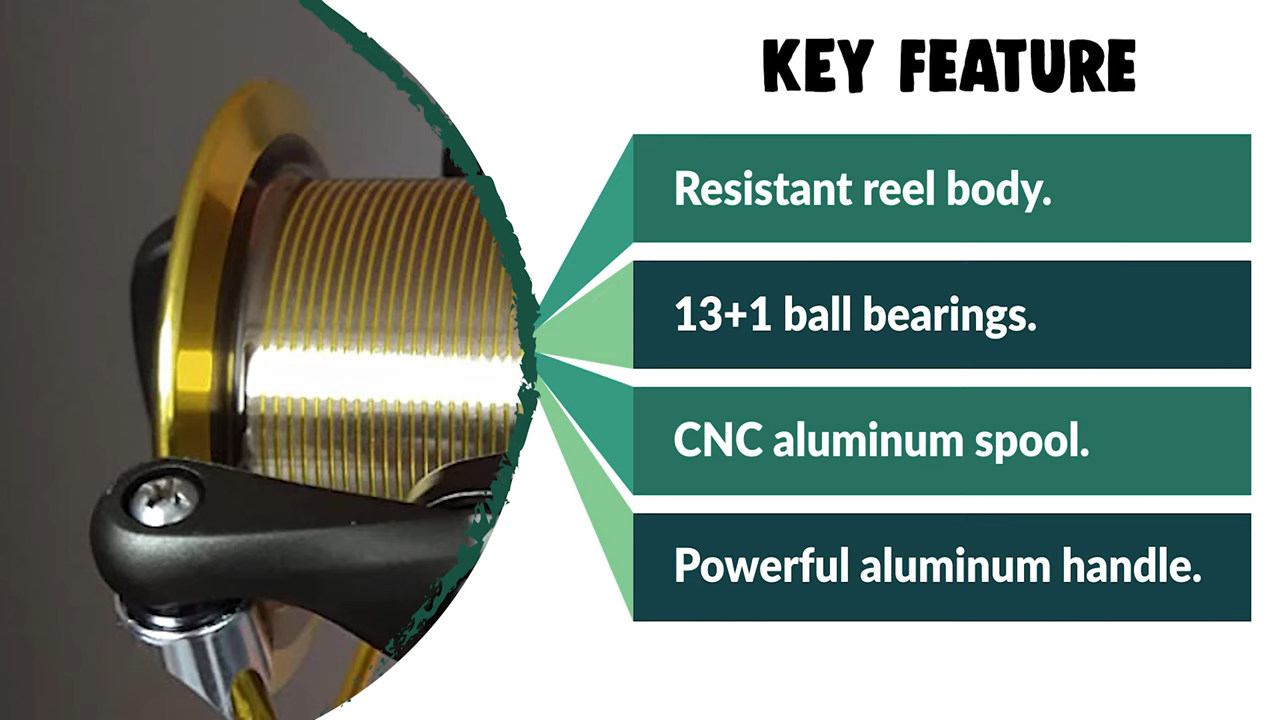 KEY FEATURE
Resistant reel body.
13+1 ball bearings.
CNC aluminum spool.
Powerful aluminum handle.